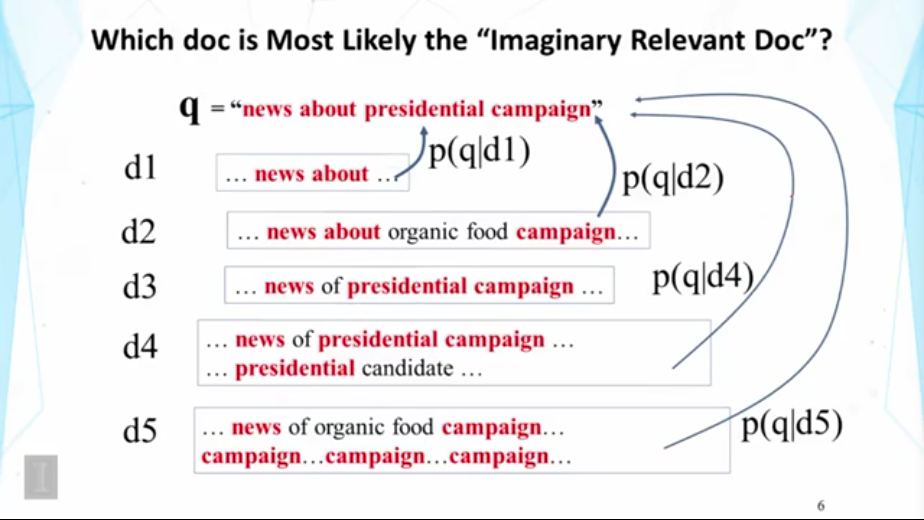 Which doc is Most Likely the “Imaginary Relevant Doc”?
q = “news about presidential campaign”
d1 … news about … p(q|d1)
p(q|d2)
d2 … news about organic food campaign…
d3 … news of presidential campaign … p(q|d4)
d4 … news of presidential campaign …
… presidential candidate …
d5 … news of organic food campaign… p(q|d5)
campaign…campaign…campaign…
I
6